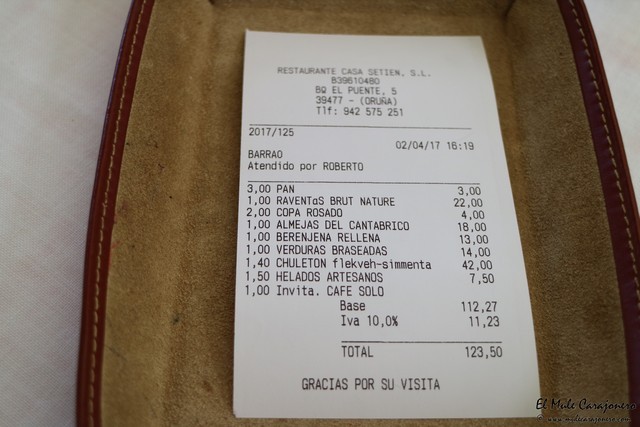 RESTAURANTE CASA SETIEN, S.L.
B39610480
BQ EL PUENTE, 5
39477 - (ORUÑA)
Tlf: 942 575 251
2017/125
02/04/17 16:19
BARRAO
Atendido por ROBERTO
3,00 PAN 3,00
1,00 RAVENTaS BRUT NATURE 22,00
2,00 COPA ROSADO 4,00
1,00 ALMEJAS DEL CANTABRICO 18,00
1,00 BERENJENA RELLENA 13,00
1,00 VERDURAS BRASEADAS 14,00
1,40 CHULETON flekveh-simmenta 42,00
1,50 HELADOS ARTESANOS 7,50
1,00 Invita. CAFE SOLO
Base 112,27
Iva 10,0% 11,23
TOTAL 123,50
GRACIAS POR SU VISITA
El Mule Carajonero
© www.mulecarajonero.com